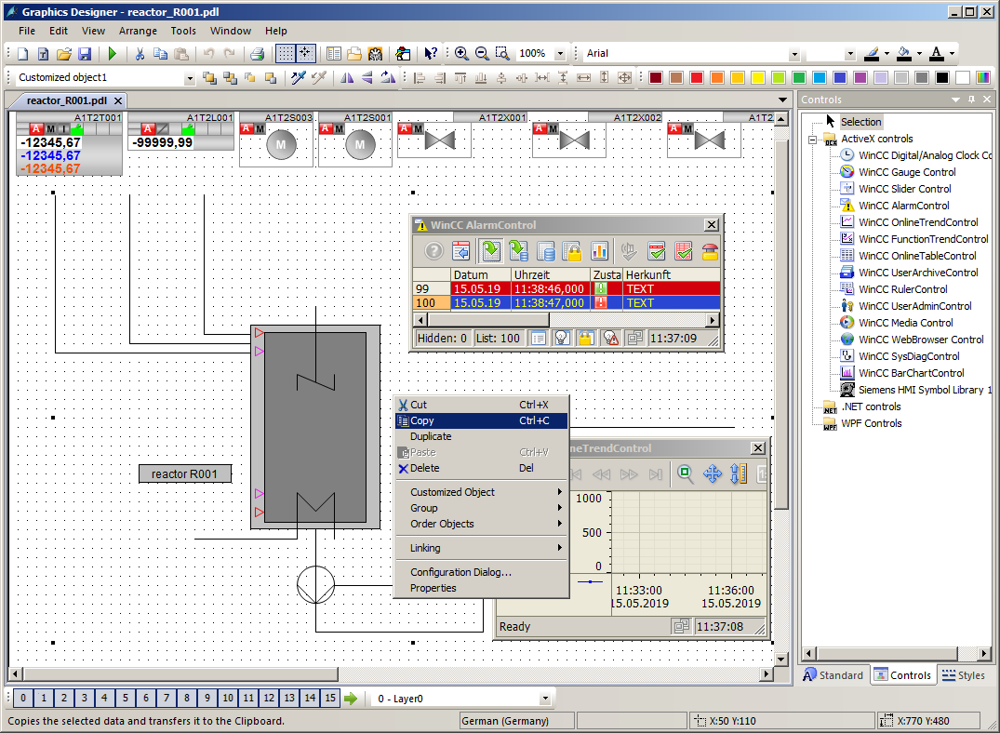 Graphics Designer - reactor_R001.pdl
File Edit View Arrange Tools Window Help
100% Arial
Customized object1
reactor_R001.pdl
Controls
A1T2T001 A1T2L001 A1T2S003 A1T2S001 A1T2X001 A1T2X002 A1T2
A M I A A M A M A M A M A M
-12345,67 -99999,99 M M
-12345,67
-12345,67
Selection
ActiveX controls
WinCC Digital/Analog Clock Co
WinCC Gauge Control
WinCC Slider Control
WinCC AlarmControl
WinCC OnlineTrendControl
WinCC FunctionTrendControl
WinCC OnlineTableControl
WinCC UserArchiveControl
WinCC RulerControl
WinCC UserAdminControl
WinCC Media Control
WinCC WebBrowser Control
WinCC SysDiagControl
WinCC BarChartControl
Siemens HMI Symbol Library 1
.NET controls
WPF Controls
WinCC AlarmControl
Datum Uhrzeit Zusta Herkunft
99 15.05.19 11:38:46,000 TEXT
100 15.05.19 11:38:47,000 TEXT
Hidden: 0 List: 100 11:37:09
Cut Ctrl+X
Copy Ctrl+C
Duplicate
Paste Ctrl+V
Delete Del
Customized Object
Group
Order Objects
Linking
Configuration Dialog...
Properties
reactor R001
neTrendControl
1000
500
0
11:33:00 11:36:00
15.05.2019 15.05.2019
Ready 11:37:08
Standard Controls Styles
0 1 2 3 4 5 6 7 8 9 10 11 12 13 14 15 0 - Layer0
Copies the selected data and transfers it to the Clipboard. German (Germany) X:50 Y:110 X:770 Y:480